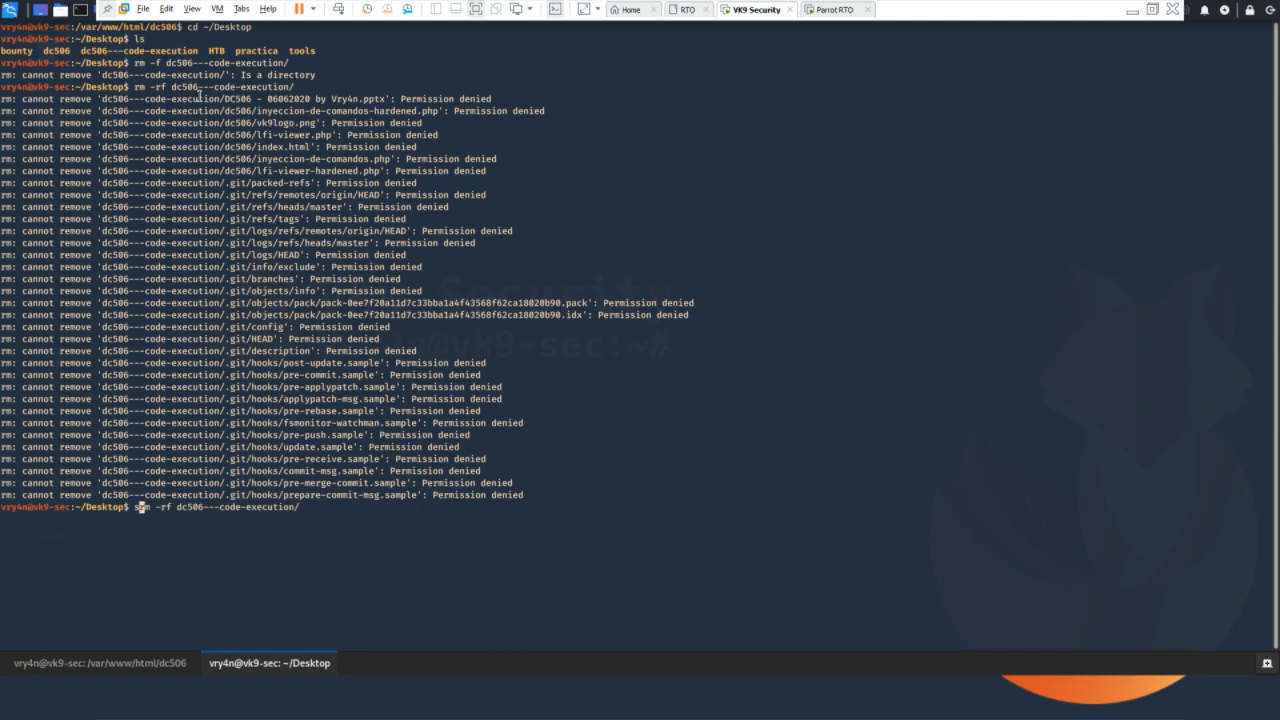 File Edit View VM Tabs Help Home RTO VK9 Security Parrot RTO
vry4n@vk9-sec:/var/www/html/dc506$ cd ~/Desktop
vry4n@vk9-sec:~/Desktop$ ls
bounty dc506 dc506---code-execution HTB practica tools
vry4n@vk9-sec:~/Desktop$ rm -f dc506---code-execution/
rm: cannot remove 'dc506---code-execution/': Is a directory
vry4n@vk9-sec:~/Desktop$ rm -rf dc506---code-execution/
rm: cannot remove 'dc506---code-execution/DC506 - 06062020 by Vry4n.pptx': Permission denied
rm: cannot remove 'dc506---code-execution/dc506/inyeccion-de-comandos-hardened.php': Permission denied
rm: cannot remove 'dc506---code-execution/dc506/vk9logo.png': Permission denied
rm: cannot remove 'dc506---code-execution/dc506/lfi-viewer.php': Permission denied
rm: cannot remove 'dc506---code-execution/dc506/index.html': Permission denied
rm: cannot remove 'dc506---code-execution/dc506/inyeccion-de-comandos.php': Permission denied
rm: cannot remove 'dc506---code-execution/dc506/lfi-viewer-hardened.php': Permission denied
rm: cannot remove 'dc506---code-execution/.git/packed-refs': Permission denied
rm: cannot remove 'dc506---code-execution/.git/refs/remotes/origin/HEAD': Permission denied
rm: cannot remove 'dc506---code-execution/.git/refs/heads/master': Permission denied
rm: cannot remove 'dc506---code-execution/.git/refs/tags': Permission denied
rm: cannot remove 'dc506---code-execution/.git/logs/refs/remotes/origin/HEAD': Permission denied
rm: cannot remove 'dc506---code-execution/.git/logs/refs/heads/master': Permission denied
rm: cannot remove 'dc506---code-execution/.git/logs/HEAD': Permission denied
rm: cannot remove 'dc506---code-execution/.git/info/exclude': Permission denied
rm: cannot remove 'dc506---code-execution/.git/branches': Permission denied
rm: cannot remove 'dc506---code-execution/.git/objects/info': Permission denied
rm: cannot remove 'dc506---code-execution/.git/objects/pack/pack-0ee7f20a11d7c33bba1a4f43568f62ca18020b90.pack': Permission denied
rm: cannot remove 'dc506---code-execution/.git/objects/pack/pack-0ee7f20a11d7c33bba1a4f43568f62ca18020b90.idx': Permission denied
rm: cannot remove 'dc506---code-execution/.git/config': Permission denied
rm: cannot remove 'dc506---code-execution/.git/HEAD': Permission denied
rm: cannot remove 'dc506---code-execution/.git/description': Permission denied
rm: cannot remove 'dc506---code-execution/.git/hooks/post-update.sample': Permission denied
rm: cannot remove 'dc506---code-execution/.git/hooks/pre-commit.sample': Permission denied
rm: cannot remove 'dc506---code-execution/.git/hooks/pre-applypatch.sample': Permission denied
rm: cannot remove 'dc506---code-execution/.git/hooks/applypatch-msg.sample': Permission denied
rm: cannot remove 'dc506---code-execution/.git/hooks/pre-rebase.sample': Permission denied
rm: cannot remove 'dc506---code-execution/.git/hooks/fsmonitor-watchman.sample': Permission denied
rm: cannot remove 'dc506---code-execution/.git/hooks/pre-push.sample': Permission denied
rm: cannot remove 'dc506---code-execution/.git/hooks/update.sample': Permission denied
rm: cannot remove 'dc506---code-execution/.git/hooks/pre-receive.sample': Permission denied
rm: cannot remove 'dc506---code-execution/.git/hooks/commit-msg.sample': Permission denied
rm: cannot remove 'dc506---code-execution/.git/hooks/pre-merge-commit.sample': Permission denied
rm: cannot remove 'dc506---code-execution/.git/hooks/prepare-commit-msg.sample': Permission denied
vry4n@vk9-sec:~/Desktop$ srm -rf dc506---code-execution/
Security
@vk9-sec:~#
vry4n@vk9-sec: /var/www/html/dc506 vry4n@vk9-sec: ~/Desktop